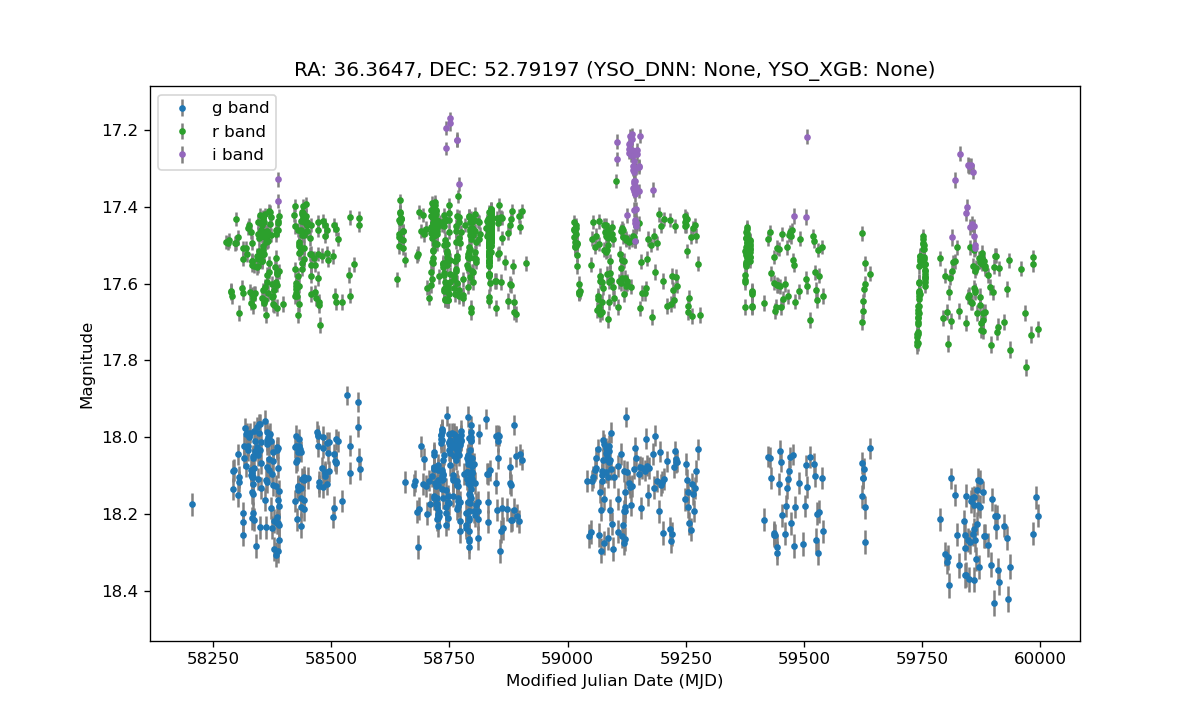 RA: 36.3647, DEC: 52.79197 (YSO_DNN: None, YSO_XGB: None)
g band
r band
i band
17.2
17.4
17.6
17.8
18.0
18.2
18.4
Magnitude
58250 58500 58750 59000 59250 59500 59750 60000
Modified Julian Date (MJD)